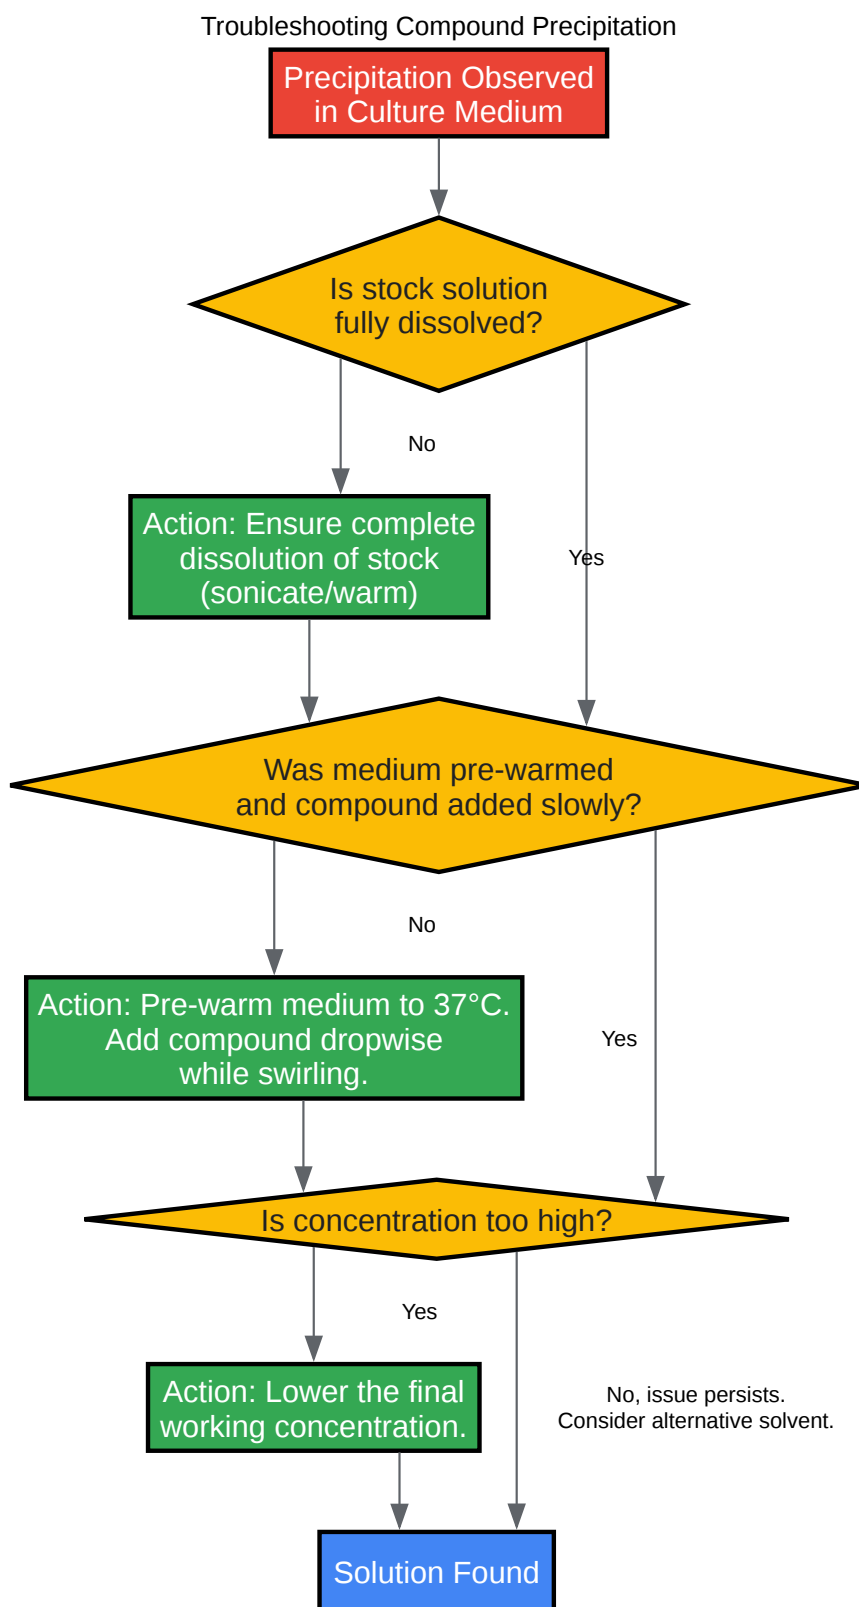 Troubleshooting Compound Precipitation
Precipitation Observed
in Culture Medium
Is stock solution
fully dissolved?
No
Action: Ensure complete
dissolution of stock
(sonicate/warm)
Yes
Was medium pre-warmed
and compound added slowly?
No
Action: Pre-warm medium to 37°C.
Add compound dropwise
while swirling.
Yes
Is concentration too high?
Yes
Action: Lower the final
working concentration.
No, issue persists.
Consider alternative solvent.
Solution Found